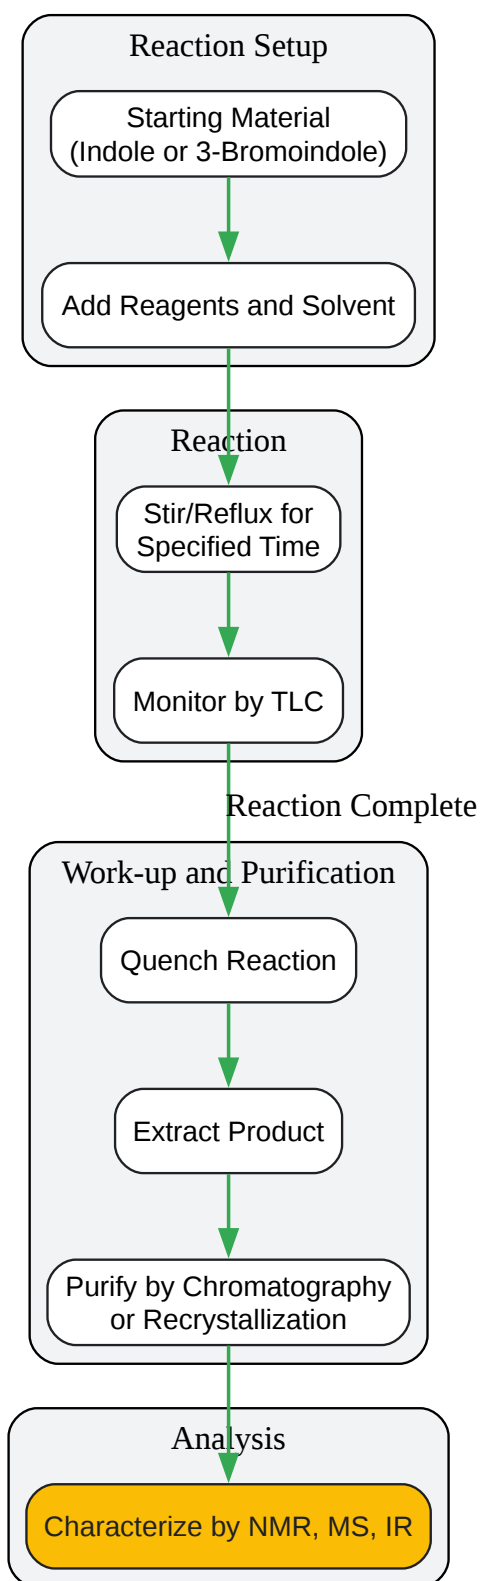 Reaction Setup
Starting Material
(Indole or 3-Bromoindole)
Add Reagents and Solvent
Reaction
Stir/Reflux for
Specified Time
Monitor by TLC
Reaction Complete
Work-up and Purification
Quench Reaction
Extract Product
Purify by Chromatography
or Recrystallization
Analysis
Characterize by NMR, MS, IR